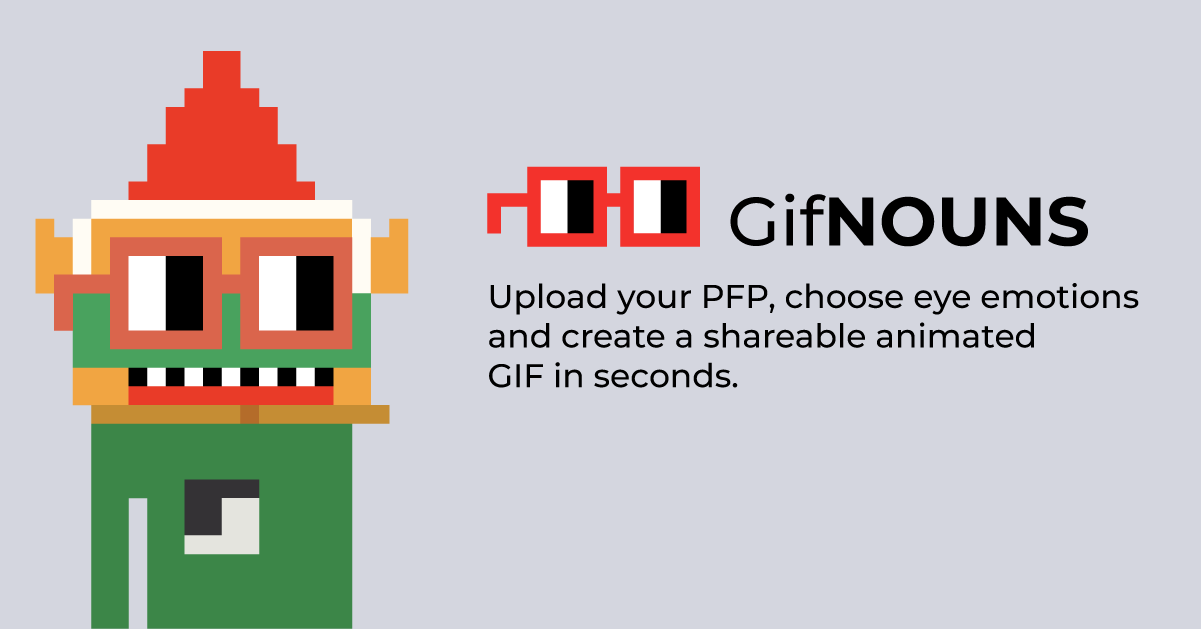 GifNOUNS
Upload your PFP, choose eye emotions
and create a shareable animated
GIF in seconds.